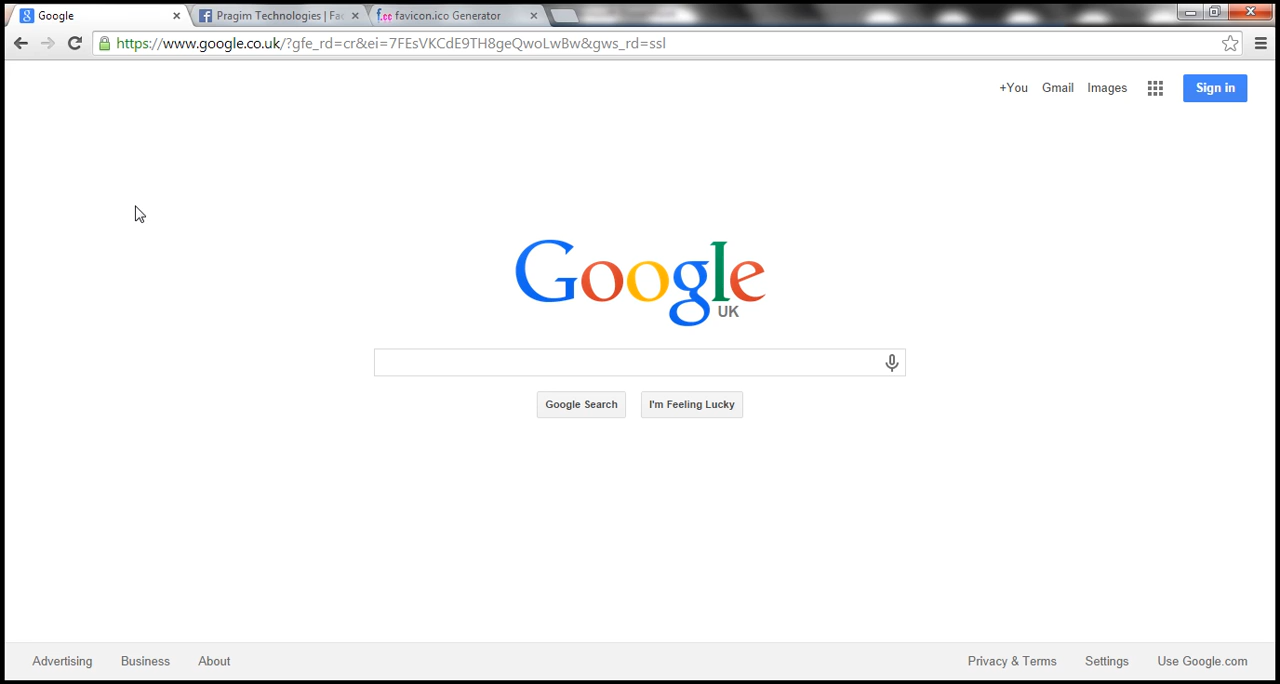 Google
Pragim Technologies | Fac
f.cc favicon.ico Generator
https://www.google.co.uk/?gfe_rd=cr&ei=7FEsVKCdE9TH8geQwoLwBw&gws_rd=ssl
+You Gmail Images Sign in
Google
UK
Google Search I'm Feeling Lucky
Advertising Business About Privacy & Terms Settings Use Google.com